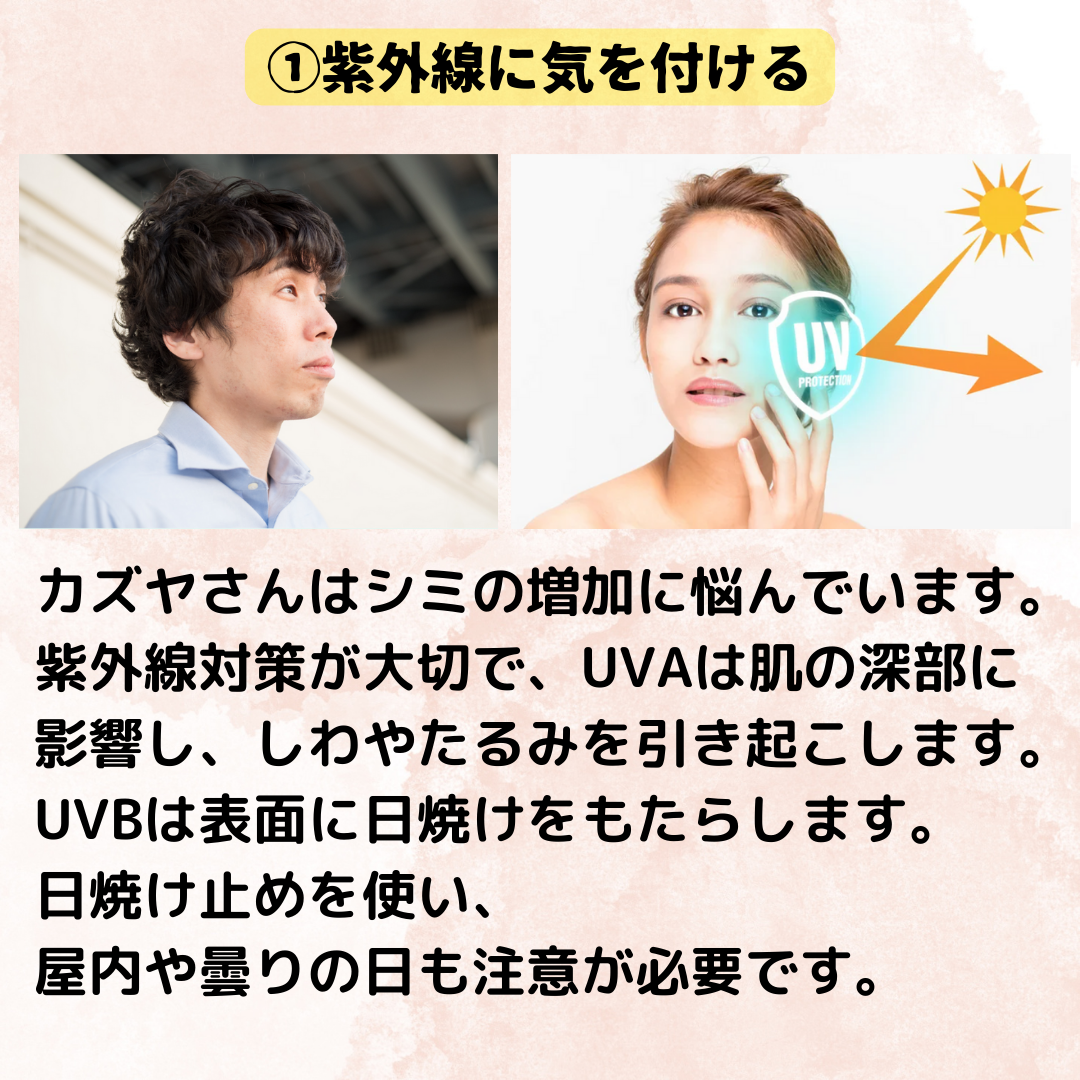 ①紫外線に気を付ける
UV
PROTECTION
カズヤさんはシミの増加に悩んでいます。
紫外線対策が大切で、UVAは肌の深部に
影響し、しわやたるみを引き起こします。
UVBは表面に日焼けをもたらします。
日焼け止めを使い、
屋内や曇りの日も注意が必要です。